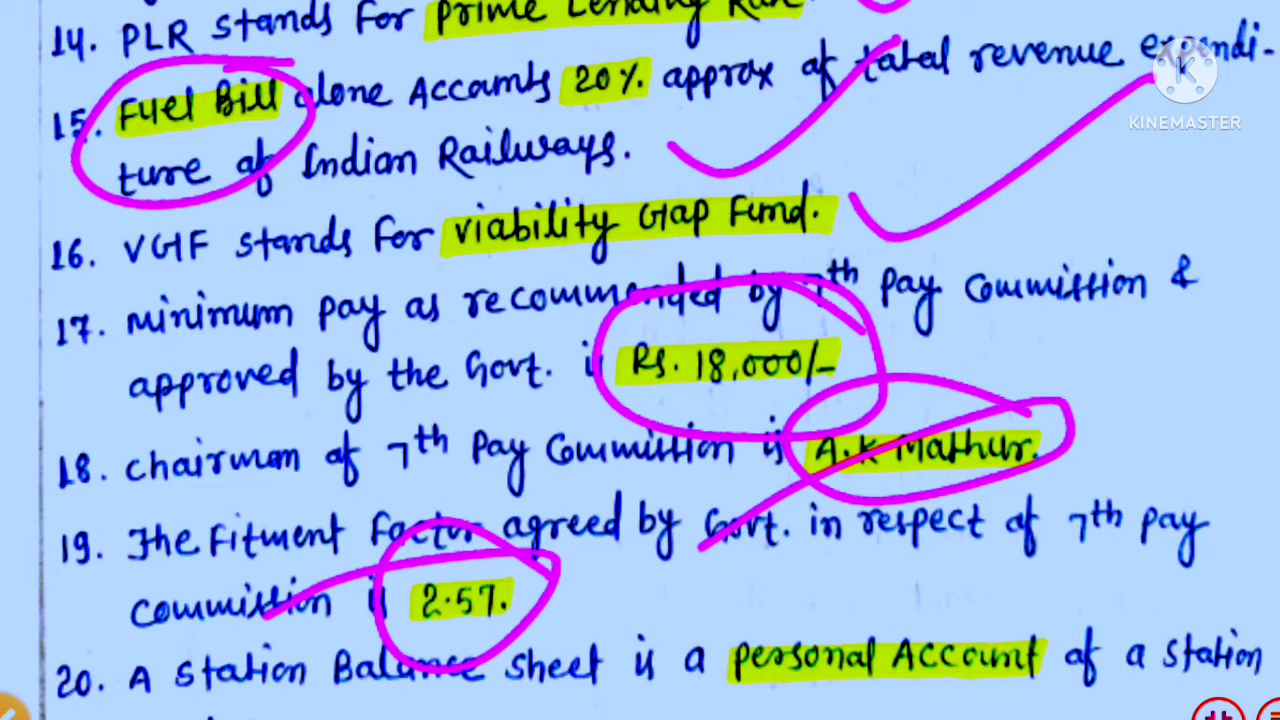 14. PLR stands for Prime Lending Rate
15. Fuel Bill alone Accounts 20% approx of total revenue expendi-
ture of Indian Railways.
KINEMASTER
16. VGF stands for viability Gap Fund.
17. minimum pay as recommended by 7th Pay Commission &
approved by the Govt. is Rs. 18,000/-
18. chairman of 7th Pay Commission is A.K Mathur.
19. The Fitment Factor agreed by Govt. in respect of 7th pay
commission is 2.57.
20. A station Balance sheet is a personal Account of a station